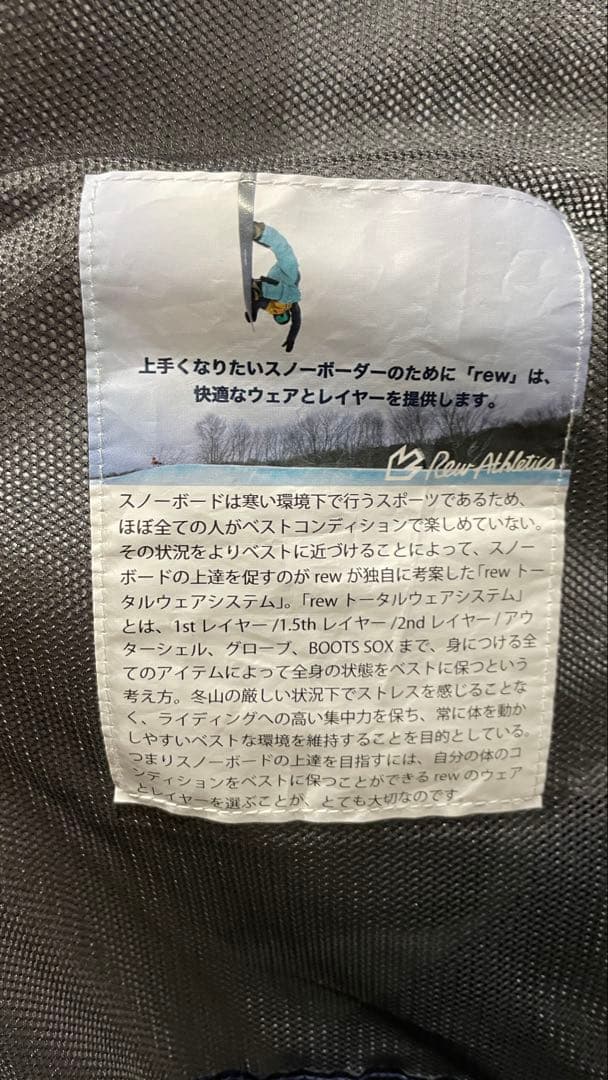 上手くなりたいスノーボーダーのために「rew」は、
快適なウェアとレイヤーを提供します。
Rew Athletics
スノーボードは寒い環境下で行うスポーツであるため、
ほぼ全ての人がベストコンディションで楽しめていない。
その状況をよりベストに近づけることによって、スノー
ボードの上達を促すのが rew が独自に考案した「rew トー
タルウェアシステム」。「rew トータルウェアシステム」
とは、1st レイヤー/1.5th レイヤー/2nd レイヤー/アウ
ターシェル、グローブ、BOOTS SOX まで、身につける全
てのアイテムによって全身の状態をベストに保つという
考え方。冬山の厳しい状況下でストレスを感じることな
く、ライディングへの高い集中力を保ち、常に体を動か
しやすいベストな環境を維持することを目的としている。
つまりスノーボードの上達を目指すには、自分の体のコ
ンディションをベストに保つことができる rew のウェア
とレイヤーを選ぶことが、とても大切なのです